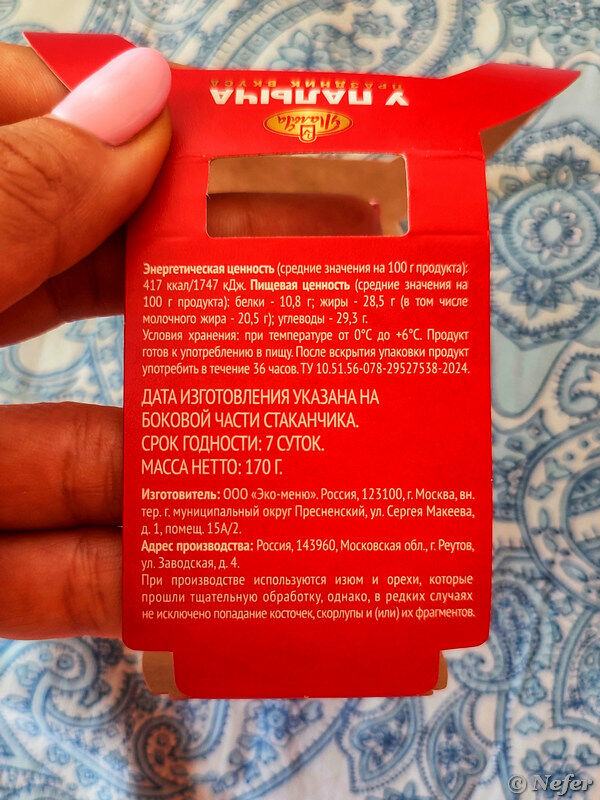 У ПАЛЫЧА
ПРАЗДНИК ВКУСА
Палыча
Энергетическая ценность (средние значения на 100 г продукта):
417 ккал/1747 кДж. Пищевая ценность (средние значения на
100 г продукта): белки - 10,8 г; жиры - 28,5 г (в том числе
молочного жира - 20,5 г); углеводы - 29,3 г.
Условия хранения: при температуре от 0°С до +6°С. Продукт
готов к употреблению в пищу. После вскрытия упаковки продукт
употребить в течение 36 часов. ТУ 10.51.56-078-29527538-2024.
ДАТА ИЗГОТОВЛЕНИЯ УКАЗАНА НА
БОКОВОЙ ЧАСТИ СТАКАНЧИКА.
СРОК ГОДНОСТИ: 7 СУТОК.
МАССА НЕТТО: 170 Г.
Изготовитель: ООО «Эко-меню». Россия, 123100, г. Москва, вн.
тер. г. муниципальный округ Пресненский, ул. Сергея Макеева,
д. 1, помещ. 15А/2.
Адрес производства: Россия, 143960, Московская обл., г. Реутов,
ул. Заводская, д. 4.
При производстве используются изюм и орехи, которые
прошли тщательную обработку, однако, в редких случаях
не исключено попадание косточек, скорлупы и (или) их фрагментов.
© Nefer